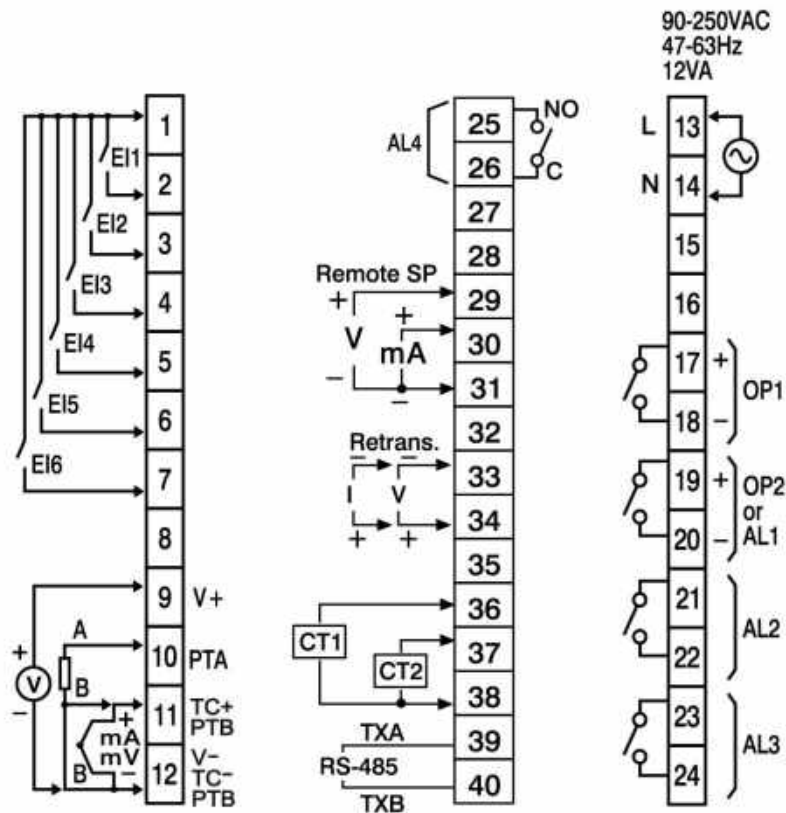 90-250VAC
47-63Hz
12VA
1
EI1
2
EI2
3
EI3
4
EI4
5
EI5
6
EI6
7
8
9 V+
+
V
−
A
10 PTA
B
11 TC+
PTB
+
mA
mV
−
B
12 V−
TC−
PTB
AL4
25 NO
26 C
27
28
Remote SP
29
+
V
−
+
mA
−
30
31
32
Retrans.
− −
33
I V
+ +
34
35
36
CT1
37
CT2
38
TXA
39
RS-485
40
TXB
L 13
N 14
15
16
17 +
OP1
18 −
19 +
OP2
or
AL1
20 −
21
AL2
22
23
AL3
24